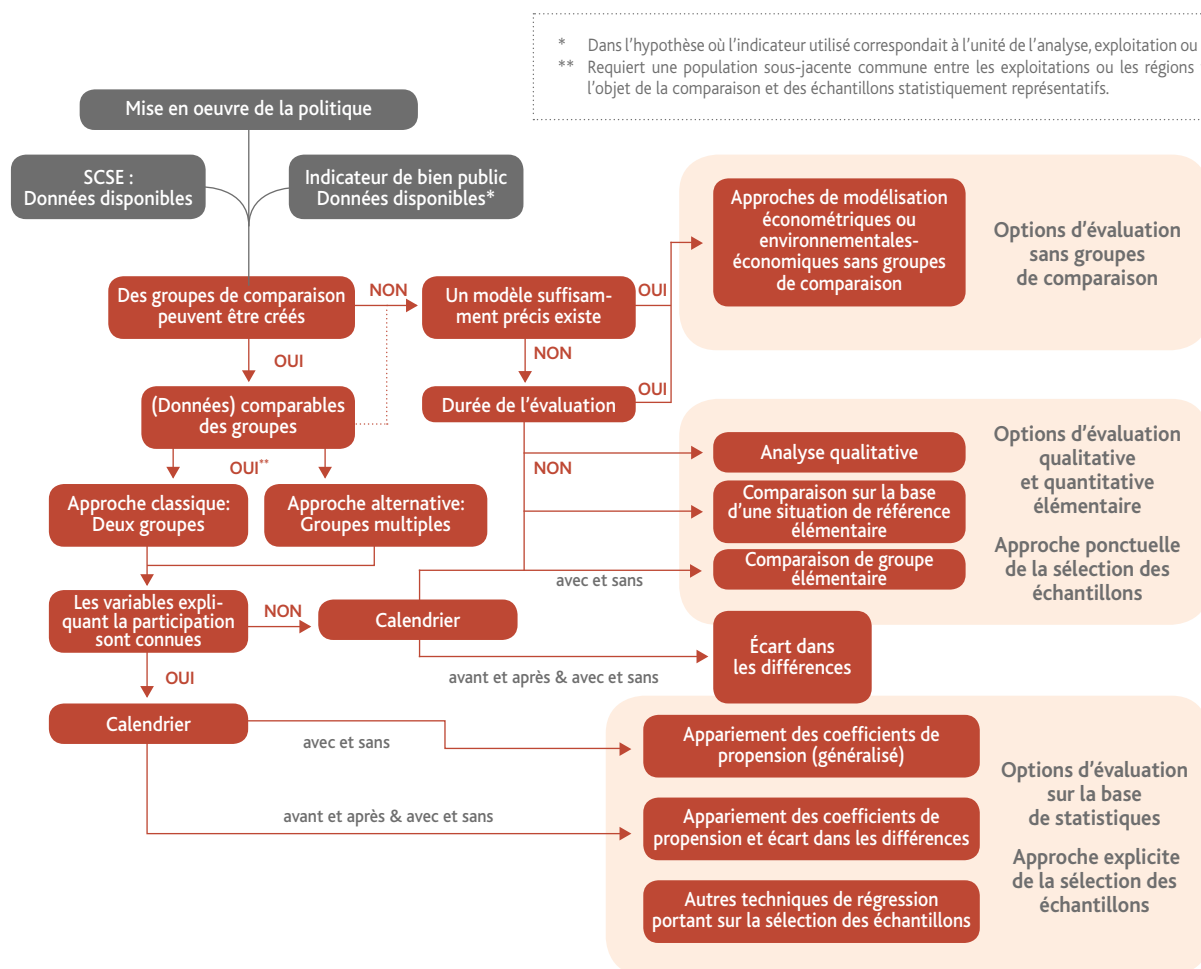 * Dans l'hypothèse où l'indicateur utilisé correspondait à l'unité de l'analyse, exploitation ou
** Requiert une population sous-jacente commune entre les exploitations ou les régions
l'objet de la comparaison et des échantillons statistiquement représentatifs.
Mise en oeuvre de la politique
SCSE :
Données disponibles
Indicateur de bien public
Données disponibles*
Des groupes de comparaison
peuvent être créés
NON
Un modèle suffisam-
ment précis existe
OUI
Approches de modélisation
économétriques ou
environnementales-
économiques sans groupes
de comparaison
Options d'évaluation
sans groupes
de comparaison
OUI
NON
(Données) comparables
des groupes
Durée de l'évaluation
OUI
OUI**
NON
Approche classique:
Deux groupes
Approche alternative:
Groupes multiples
Analyse qualitative
Comparaison sur la base
d'une situation de référence
élémentaire
Comparaison de groupe
élémentaire
Options d'évaluation
qualitative
et quantitative
élémentaire
Approche ponctuelle
de la sélection des
échantillons
Les variables expli-
quant la participation
sont connues
NON
Calendrier
avec et sans
avant et après & avec et sans
Écart dans
les différences
OUI
Calendrier
avec et sans
Appariement des coefficients de
propension (généralisé)
avant et après & avec et sans
Appariement des coefficients de
propension et écart dans les différences
Autres techniques de régression
portant sur la sélection des échantillons
Options d'évaluation
sur la base
de statistiques
Approche explicite
de la sélection des
échantillons